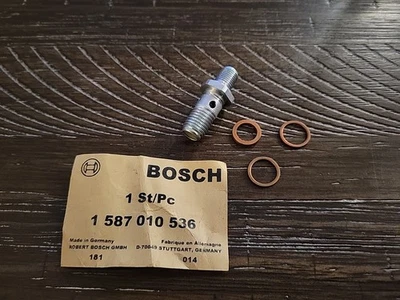 BOSCH
1 St/Pc
1 587 010 536
Made in Germany Fabriqué en Allemagne
ROBERT BOSCH GMBH D-70649 STUTTGART, GERMANY
181 014